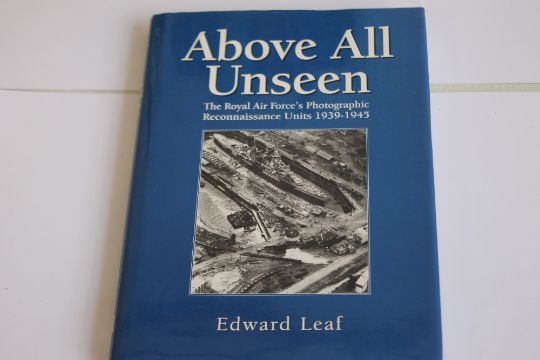 Above All
Unseen
The Royal Air Force's Photographic
Reconnaissance Units 1939-1945
Edward Leaf